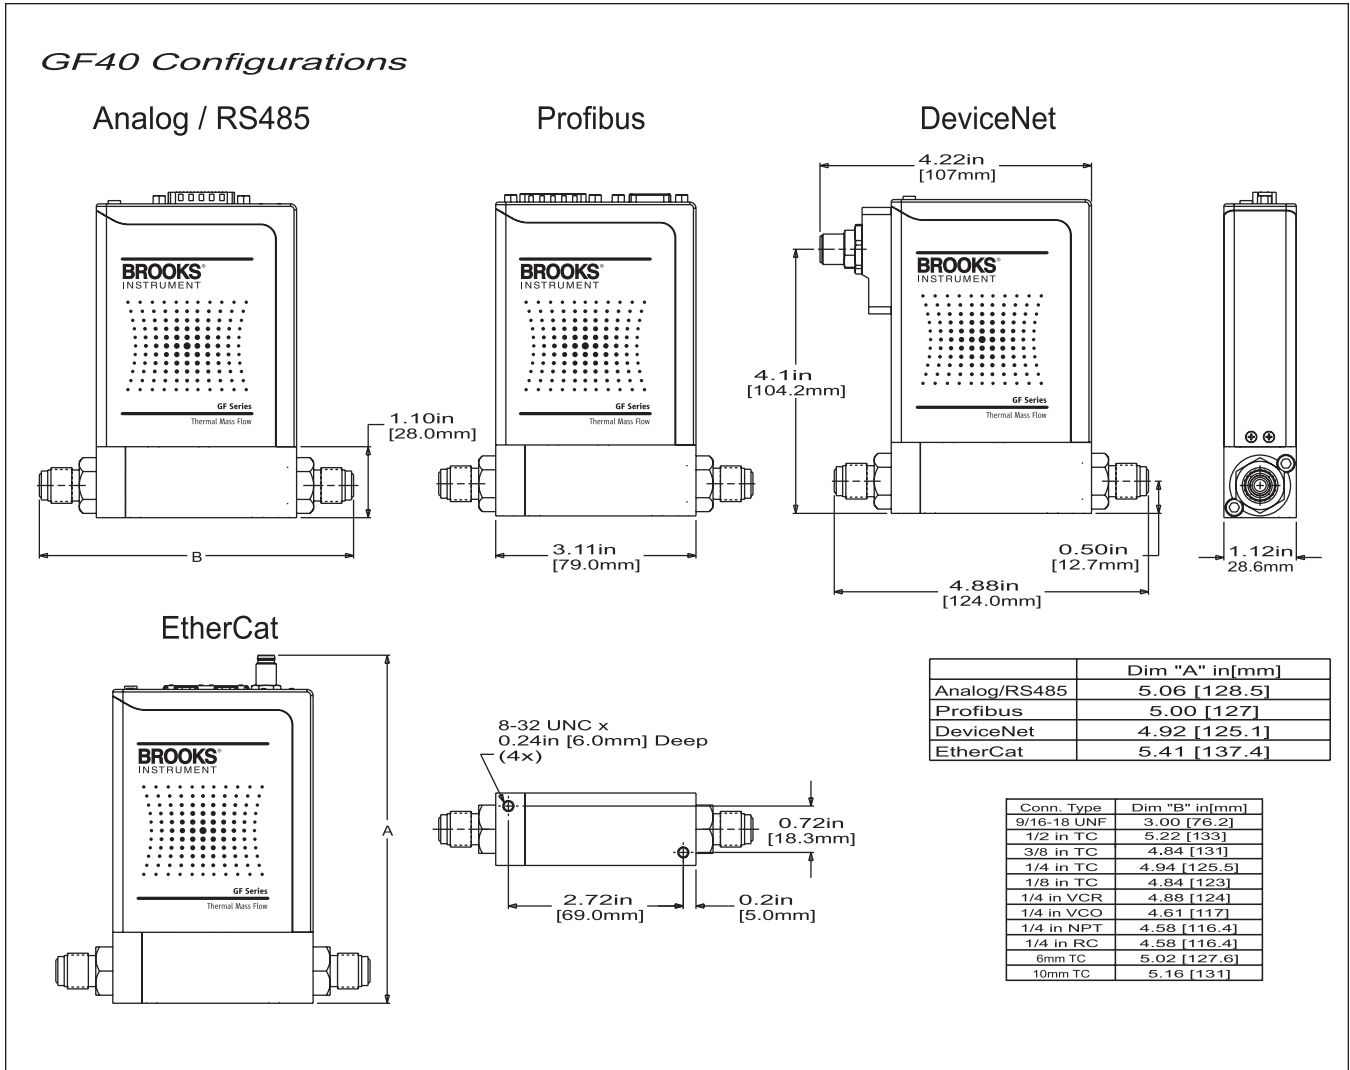 GF40 Configurations
Analog / RS485
Profibus
DeviceNet
4.22in
[107mm]
BROOKS®
INSTRUMENT
GF Series
Thermal Mass Flow
1.10in
[28.0mm]
B
BROOKS®
INSTRUMENT
GF Series
Thermal Mass Flow
3.11in
[79.0mm]
BROOKS®
INSTRUMENT
GF Series
Thermal Mass Flow
4.1in
[104.2mm]
0.50in
[12.7mm]
4.88in
[124.0mm]
1.12in
28.6mm
EtherCat
BROOKS®
INSTRUMENT
GF Series
Thermal Mass Flow
A
8-32 UNC x
0.24in [6.0mm] Deep
(4x)
0.72in
[18.3mm]
2.72in
[69.0mm]
0.2in
[5.0mm]
Dim "A" in[mm]
Analog/RS485 5.06 [128.5]
Profibus 5.00 [127]
DeviceNet 4.92 [125.1]
EtherCat 5.41 [137.4]
Conn. Type Dim "B" in[mm]
9/16-18 UNF 3.00 [76.2]
1/2 in TC 5.22 [133]
3/8 in TC 4.84 [131]
1/4 in TC 4.94 [125.5]
1/8 in TC 4.84 [123]
1/4 in VCR 4.88 [124]
1/4 in VCO 4.61 [117]
1/4 in NPT 4.58 [116.4]
1/4 in RC 4.58 [116.4]
6mm TC 5.02 [127.6]
10mm TC 5.16 [131]